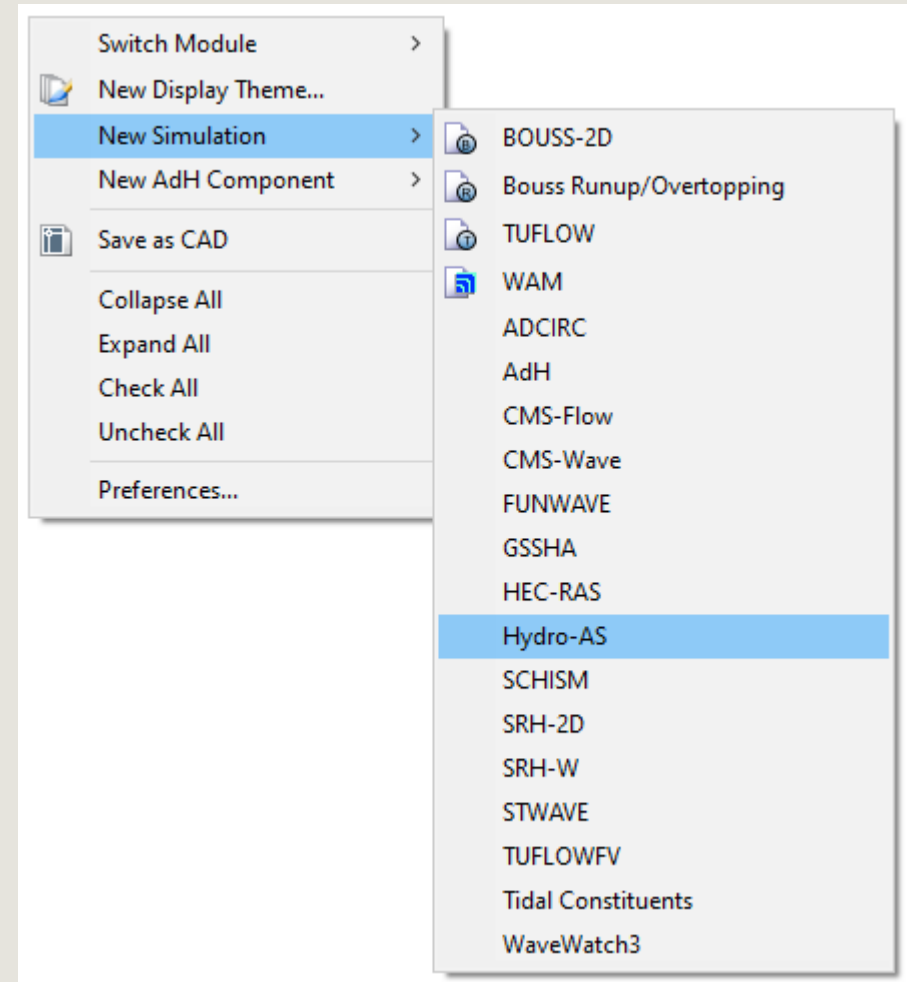 Switch Module
New Display Theme...
New Simulation
New AdH Component
Save as CAD
Collapse All
Expand All
Check All
Uncheck All
Preferences...
BOUSS-2D
Bouss Runup/Overtopping
TUFLOW
WAM
ADCIRC
AdH
CMS-Flow
CMS-Wave
FUNWAVE
GSSHA
HEC-RAS
Hydro-AS
SCHISM
SRH-2D
SRH-W
STWAVE
TUFLOWFV
Tidal Constituents
WaveWatch3